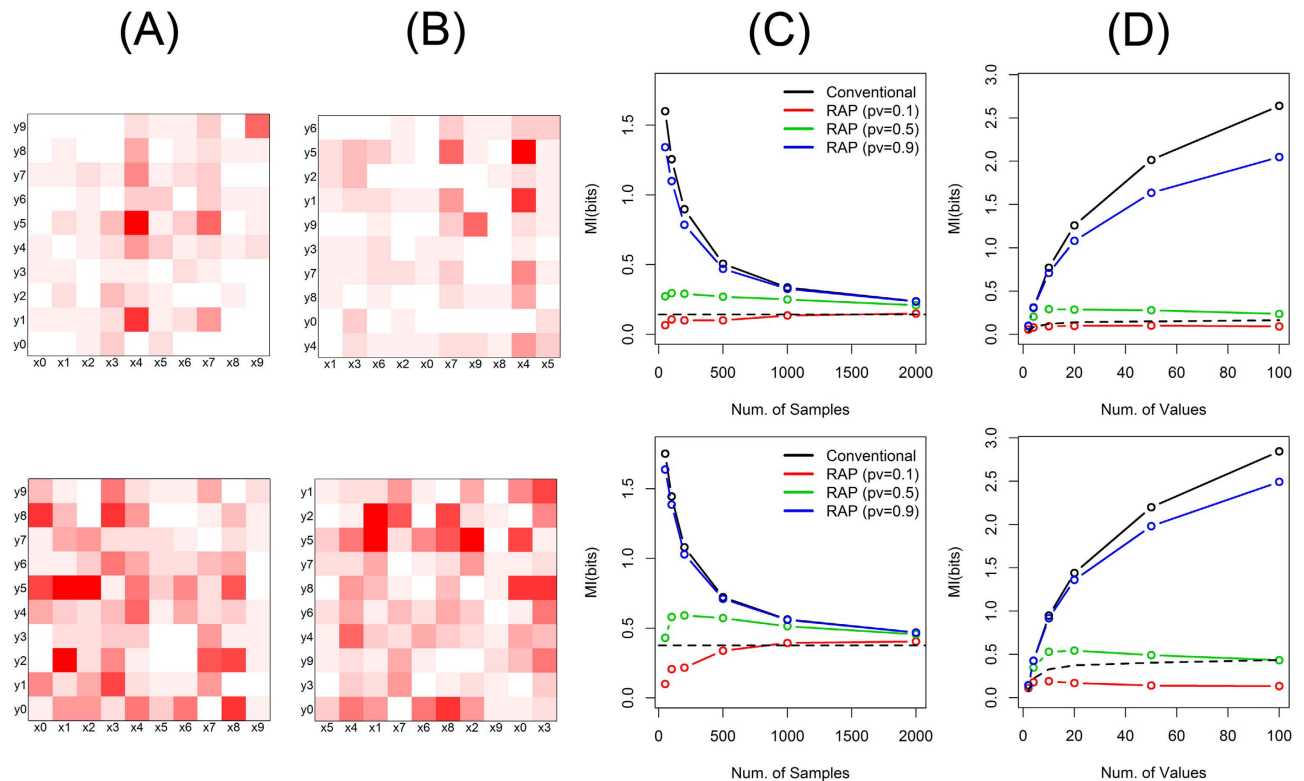 (A)
(B)
(C)
(D)
y9
y8
y7
y6
y5
y4
y3
y2
y1
y0
x0 x1 x2 x3 x4 x5 x6 x7 x8 x9
y6
y5
y2
y1
y9
y3
y7
y8
y0
y4
x1 x3 x6 x2 x0 x7 x9 x8 x4 x5
MI(bits)
0.0 0.5 1.0 1.5
Conventional
RAP (pv=0.1)
RAP (pv=0.5)
RAP (pv=0.9)
0 500 1000 1500 2000
Num. of Samples
MI(bits)
0.0 0.5 1.0 1.5 2.0 2.5 3.0
0 20 40 60 80 100
Num. of Values
y9
y8
y7
y6
y5
y4
y3
y2
y1
y0
x0 x1 x2 x3 x4 x5 x6 x7 x8 x9
y1
y2
y5
y7
y8
y6
y4
y9
y3
y0
x5 x4 x1 x7 x6 x8 x2 x9 x0 x3
MI(bits)
0.0 0.5 1.0 1.5
Conventional
RAP (pv=0.1)
RAP (pv=0.5)
RAP (pv=0.9)
0 500 1000 1500 2000
Num. of Samples
MI(bits)
0.0 0.5 1.0 1.5 2.0 2.5 3.0
0 20 40 60 80 100
Num. of Values